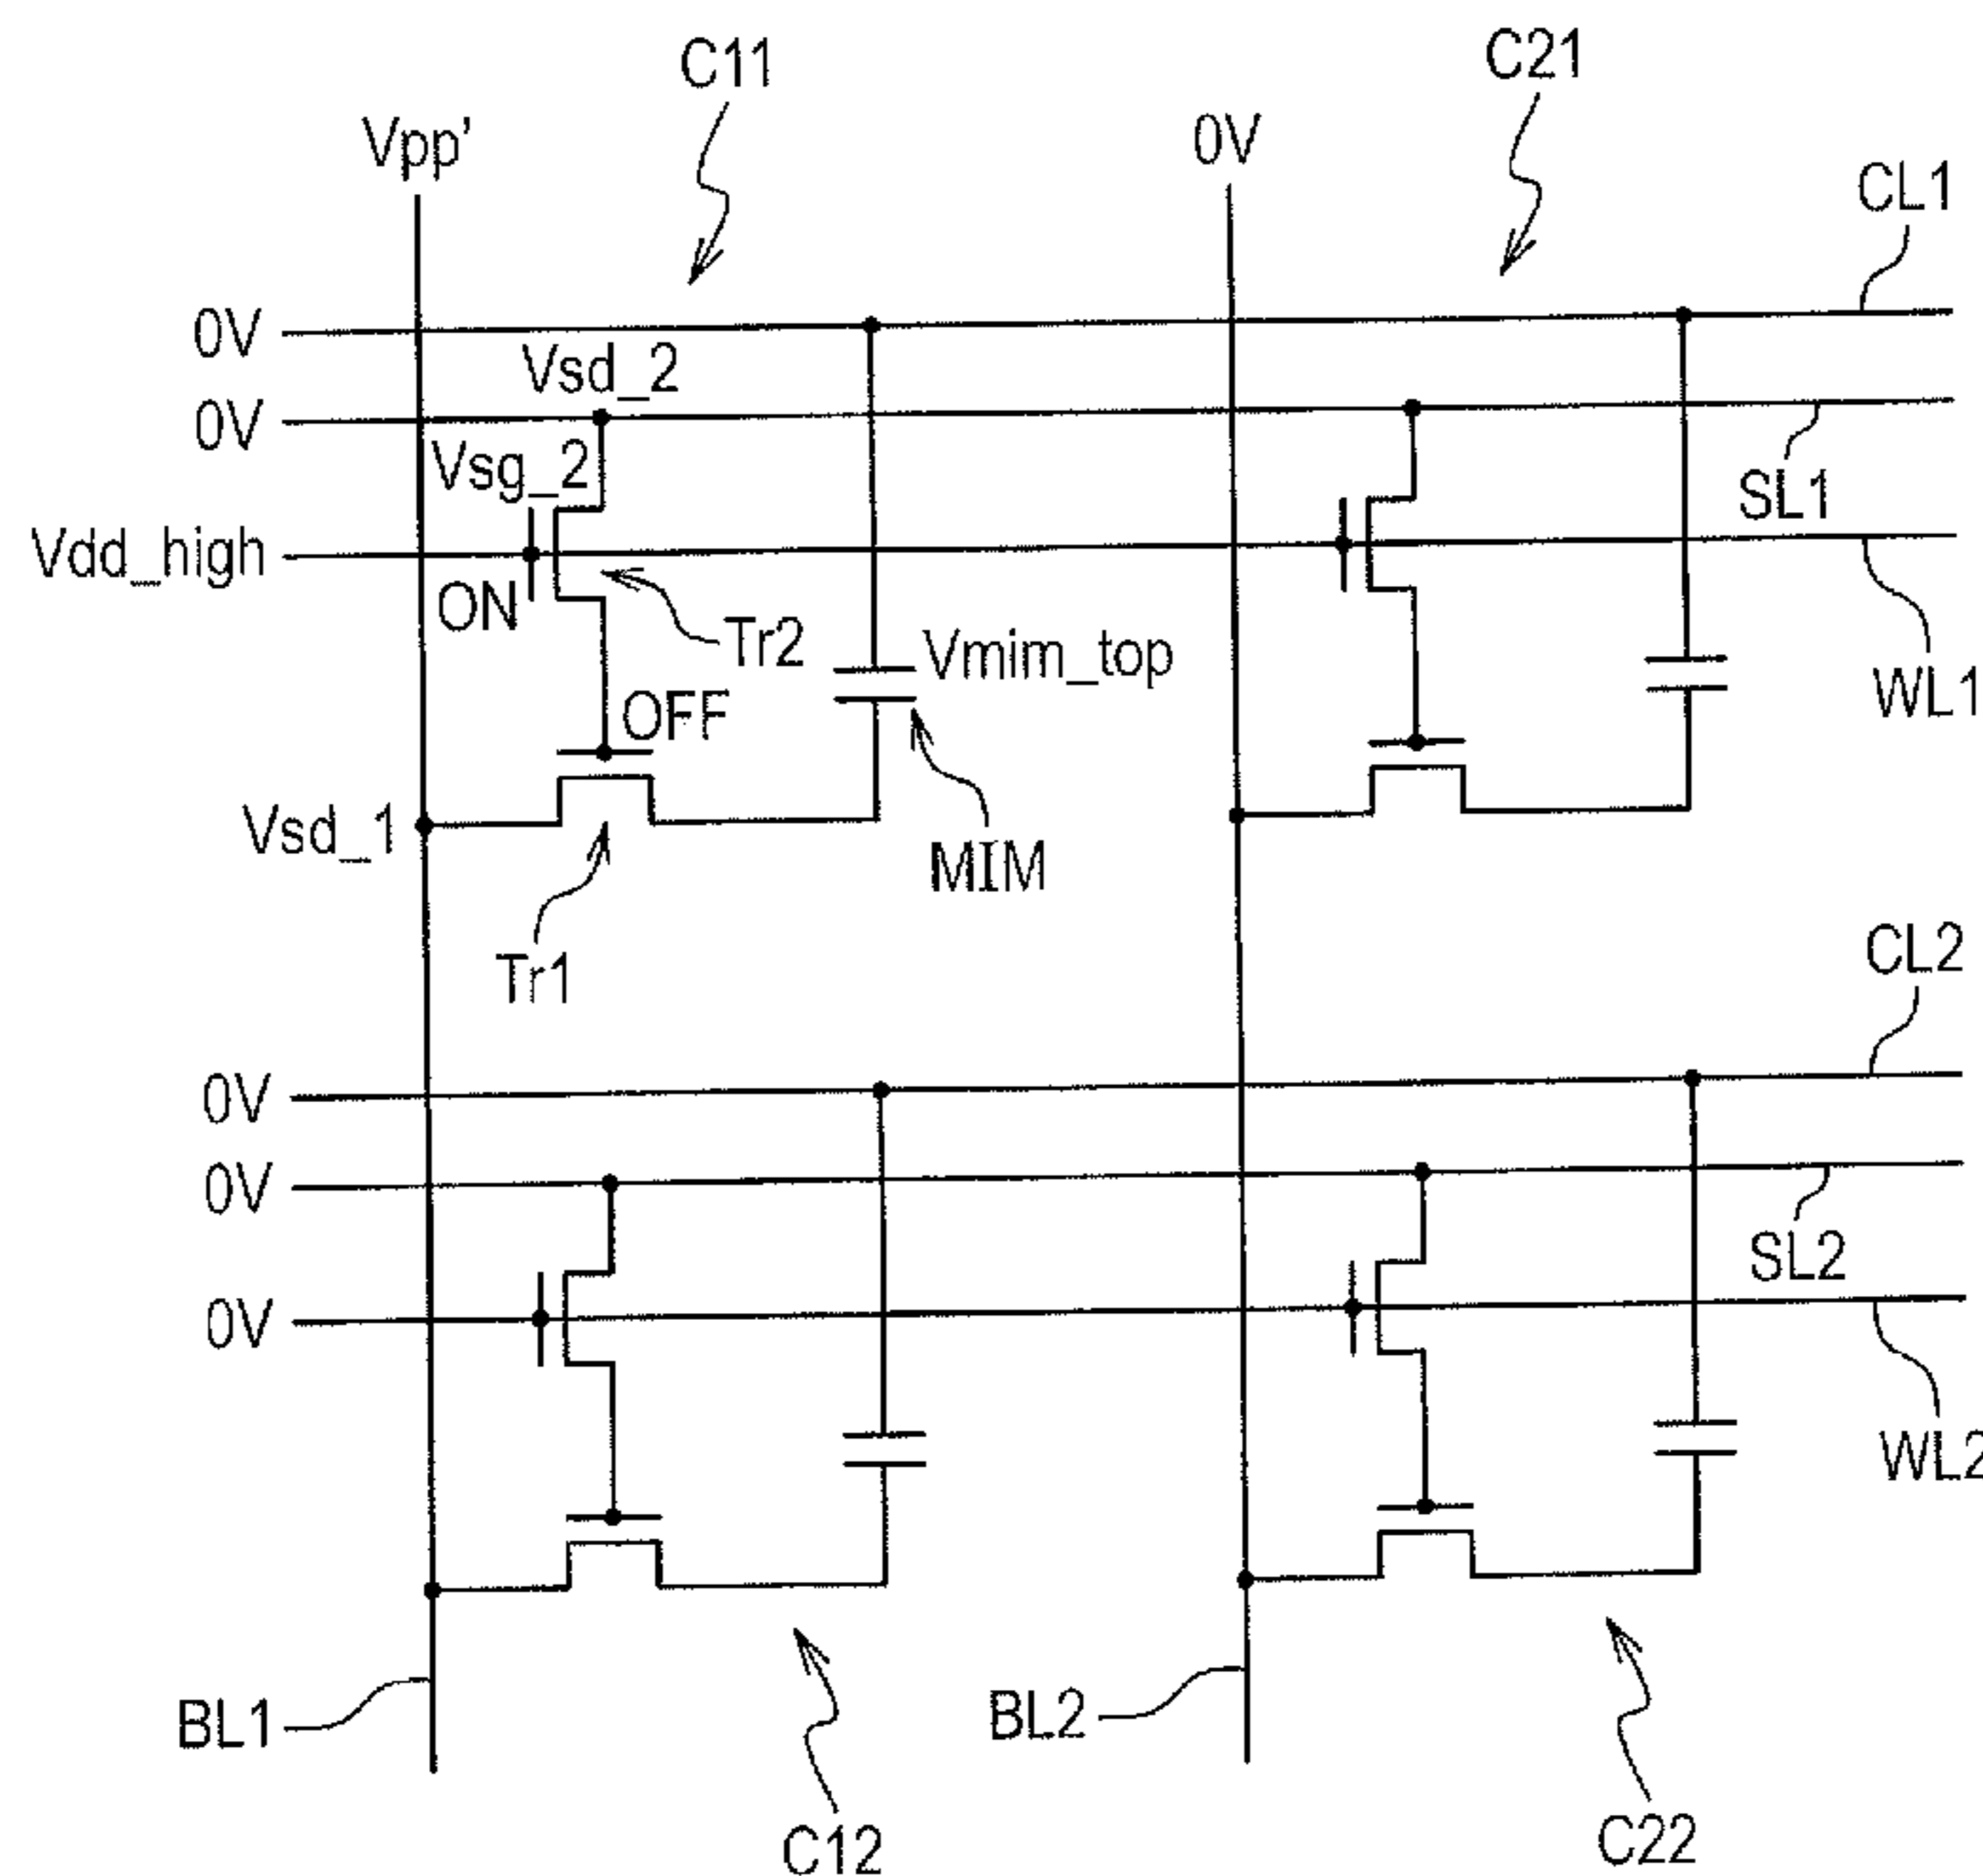 C11
C21
Vpp'
0V
CL1
0V
Vsd_2
0V
Vsg_2
SL1
Vdd_high
ON
Tr2
Vmim_top
WL1
OFF
Vsd_1
MIM
Tr1
CL2
0V
0V
SL2
0V
WL2
BL1
BL2
C12
C22